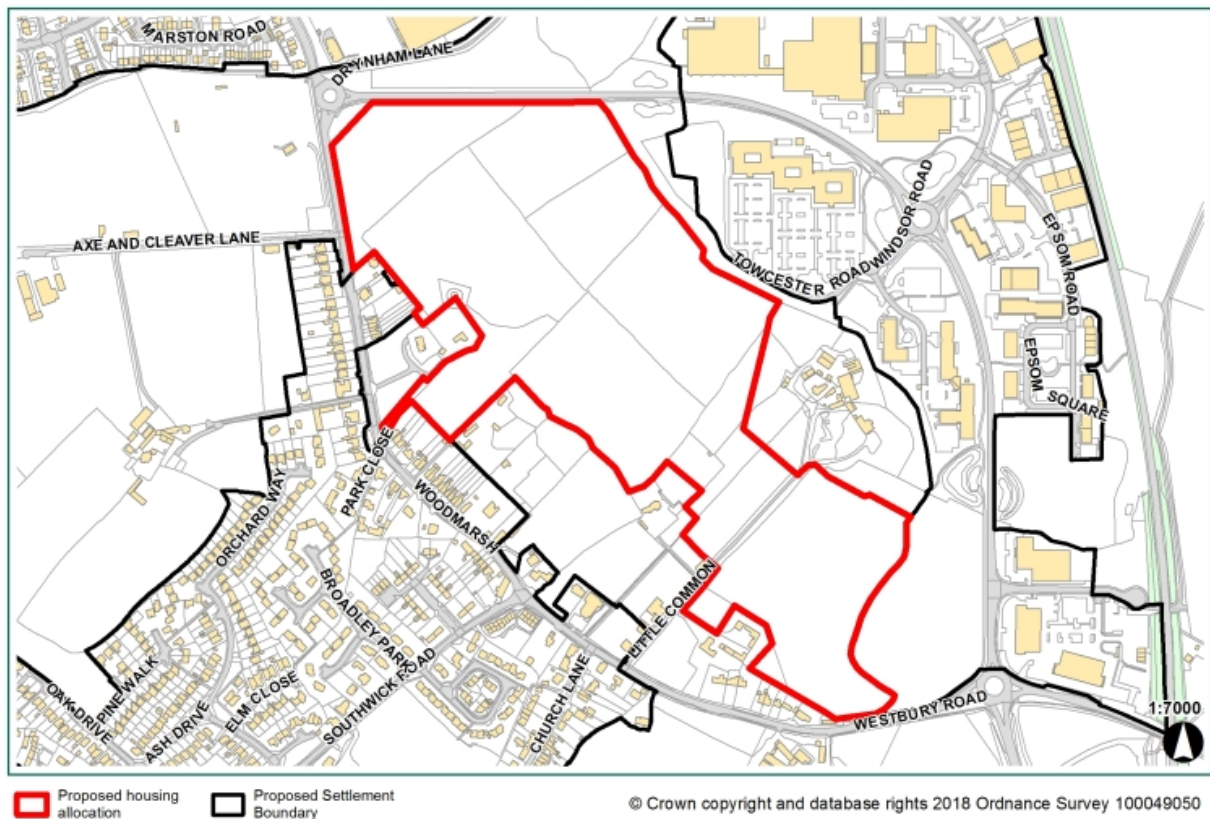 MARSTON ROAD
DRYNHAM LANE
AXE AND CLEAVER LANE
TOWCESTER ROAD
WINDSOR ROAD
EPSOM ROAD
EPSOM SQUARE
PARK CLOSE
ORCHARD WAY
WOODMARSH
BROADLEY PARK
LITTLE COMMON
PINE WALK
OAK DRIVE
ASH DRIVE
ELM CLOSE
SOUTHWICK ROAD
CHURCH LANE
WESTBURY ROAD
1:7000
Proposed housing
allocation
Proposed Settlement
Boundary
© Crown copyright and database rights 2018 Ordnance Survey 100049050